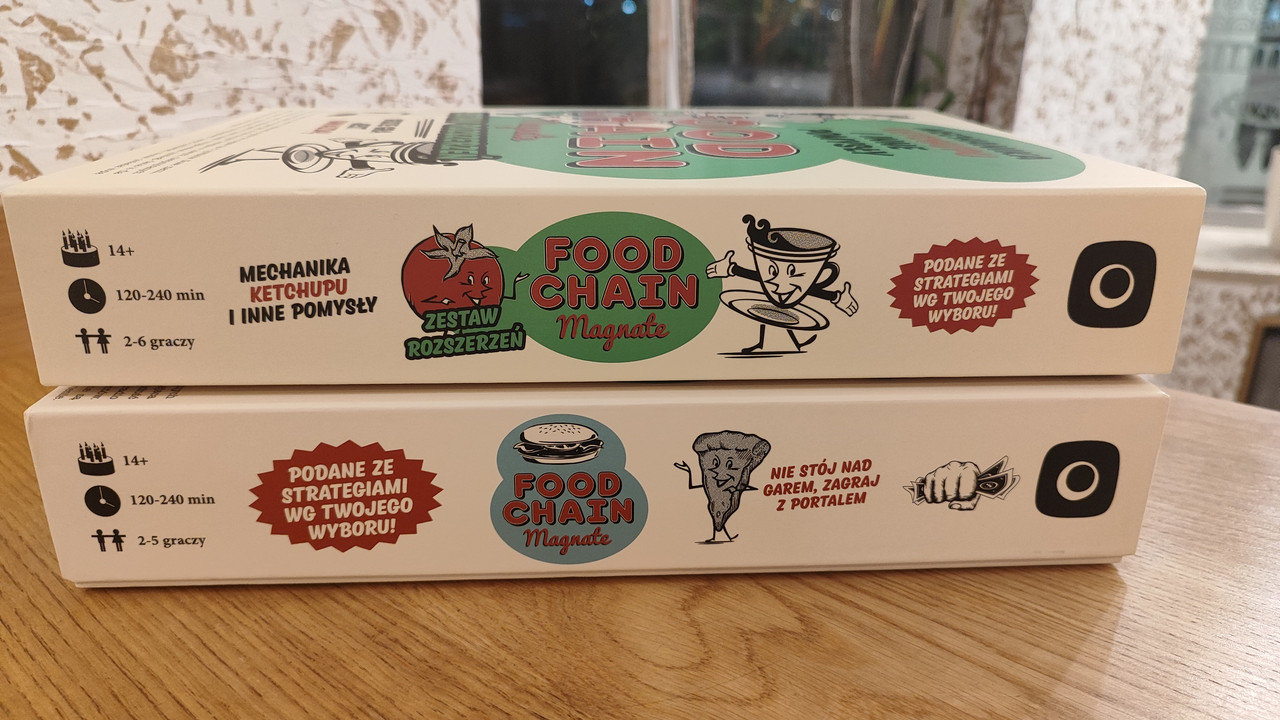 14+
120-240 min
2-6 graczy
MECHANIKA
KETCHUPU
I INNE POMYSŁY
ZESTAW
ROZSZERZEŃ
FOOD
CHAIN
Magnate
PODANE ZE
STRATEGIAMI
WG TWOJEGO
WYBORU!
14+
120-240 min
2-5 graczy
PODANE ZE
STRATEGIAMI
WG TWOJEGO
WYBORU!
FOOD
CHAIN
Magnate
NIE STÓJ NAD
GAREM, ZAGRAJ
Z PORTALEM